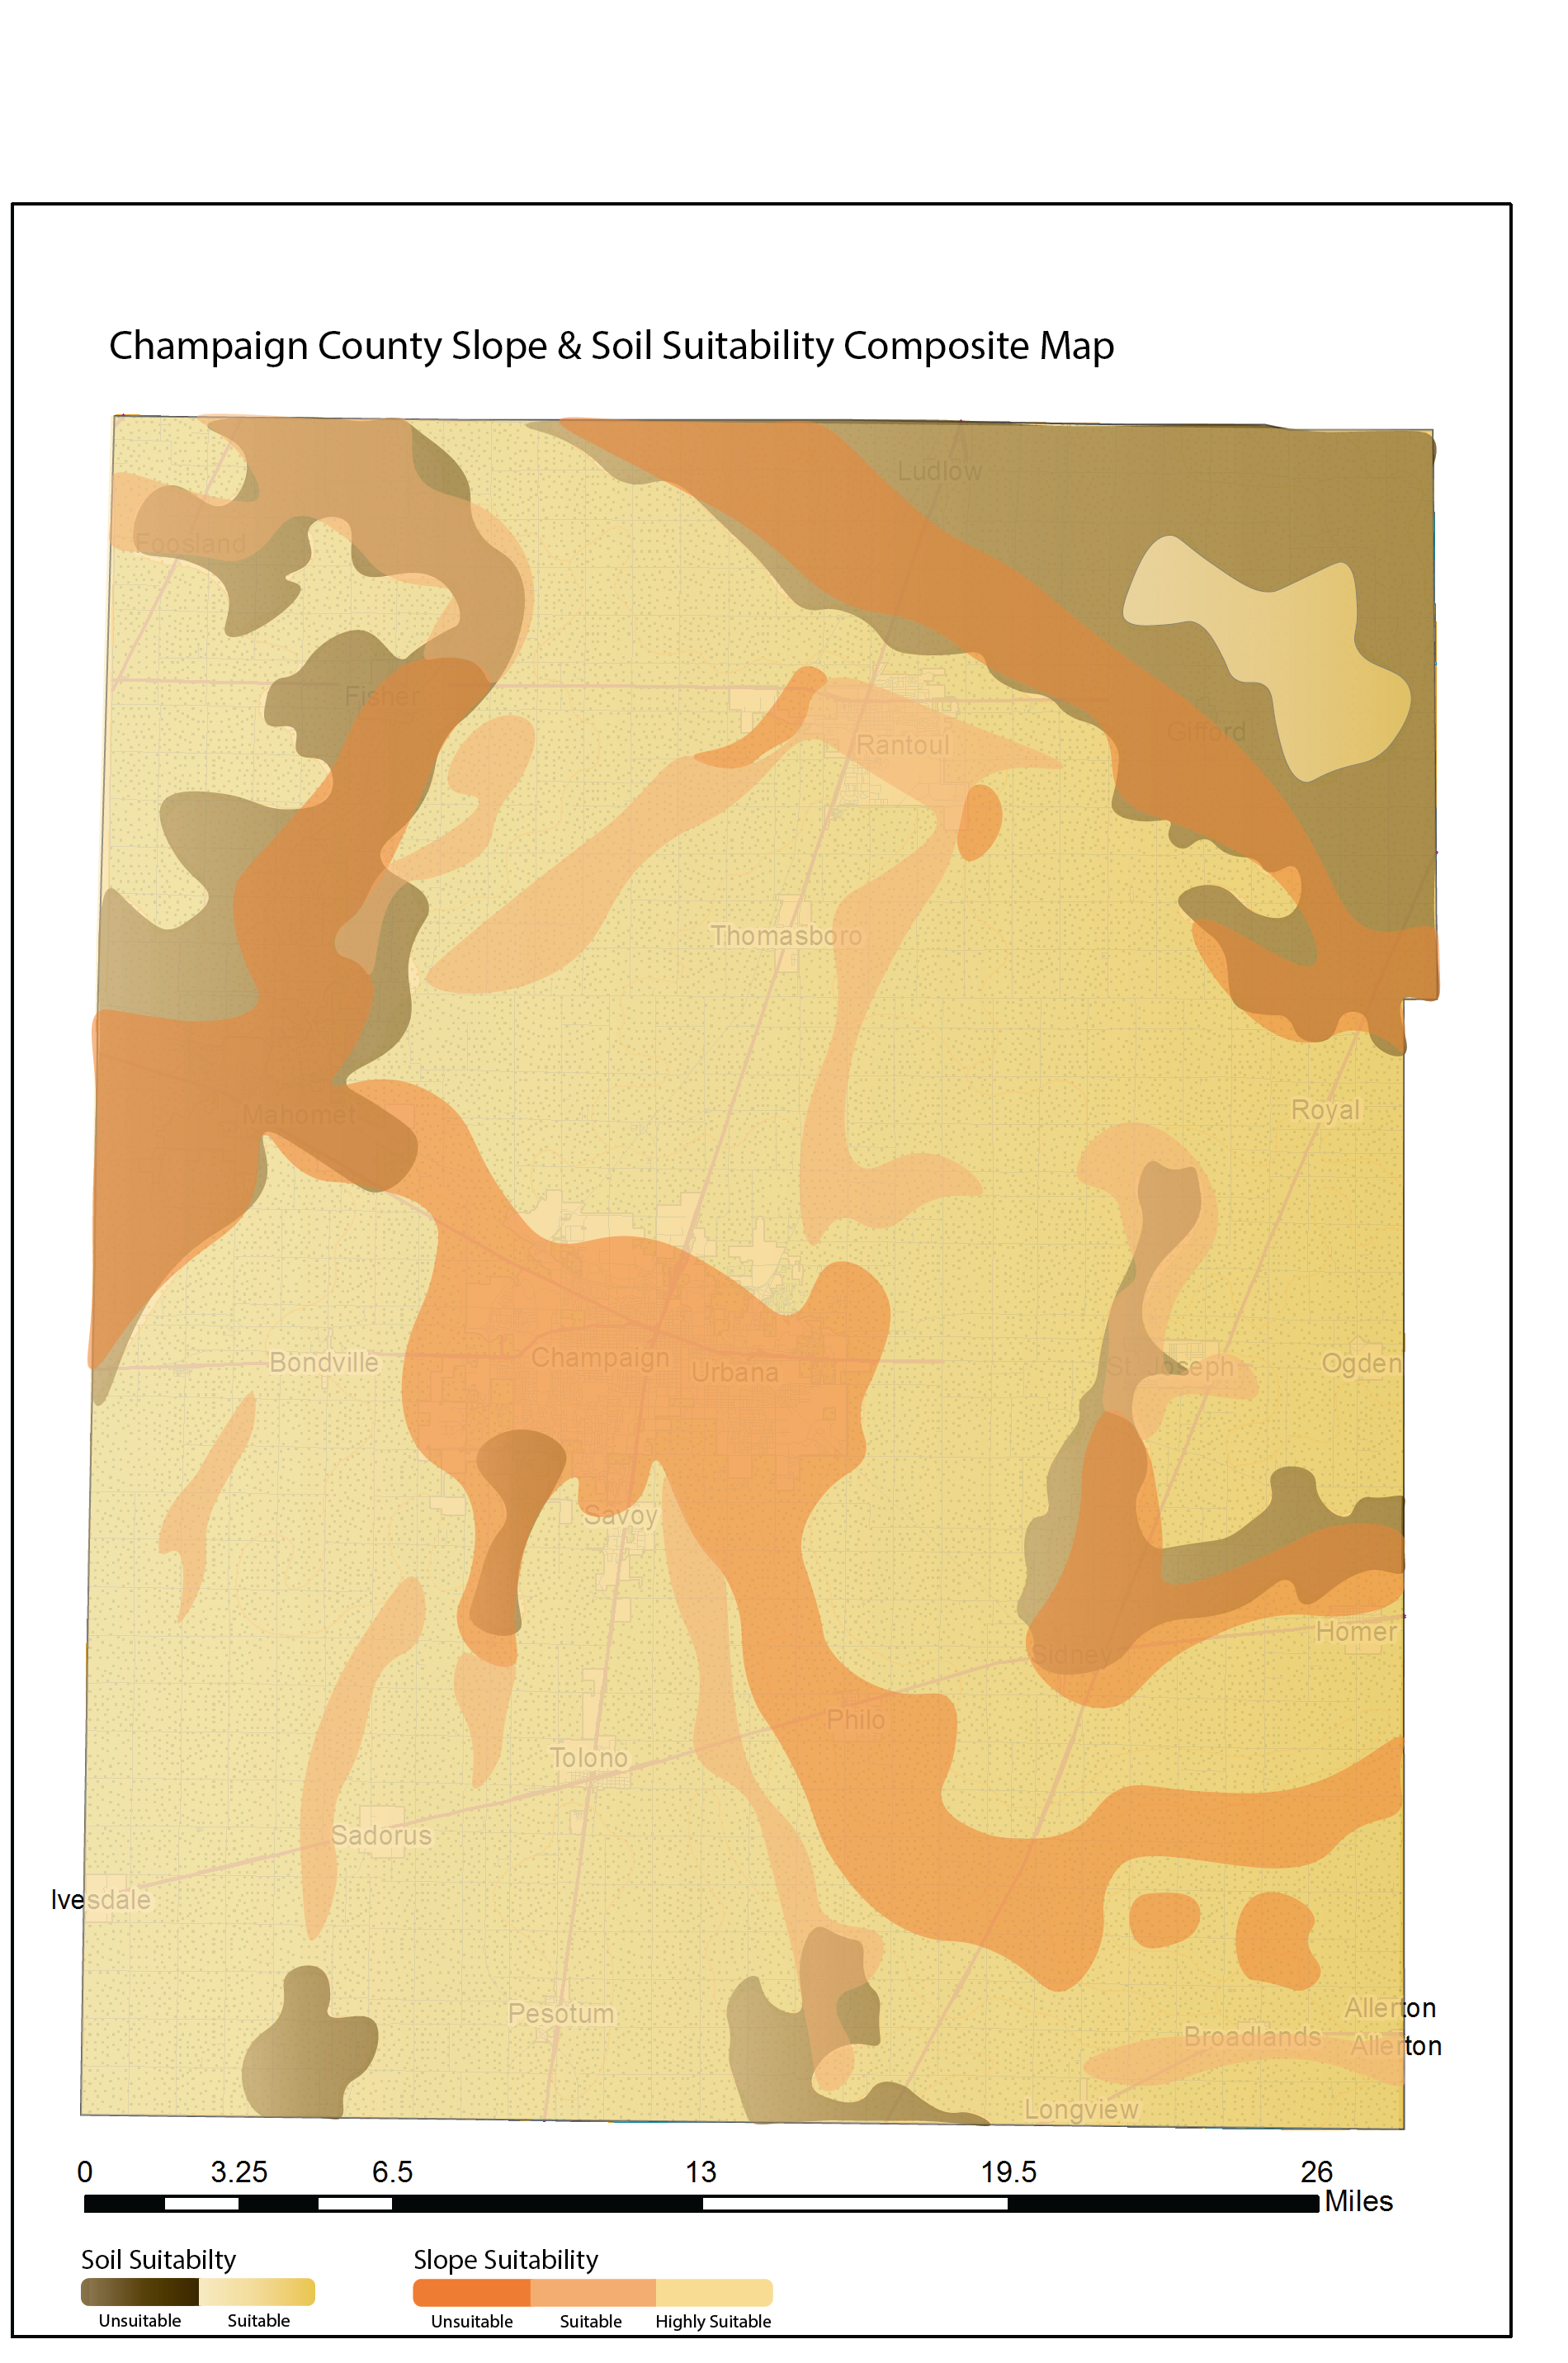 Champaign County Slope & Soil Suitability Composite Map
Ludlow
Foosland
Fisher
Gifford
Rantoul
Thomasboro
Royal
Mahomet
Bondville
Champaign
Urbana
St. Joseph
Ogden
Savoy
Homer
Sidney
Philo
Tolono
Sadorus
Ivesdale
Pesotum
Allerton
Broadlands
Allerton
Longview
0 3.25 6.5 13 19.5 26
Miles
Soil Suitabilty Slope Suitability
Unsuitable Suitable Unsuitable Suitable Highly Suitable